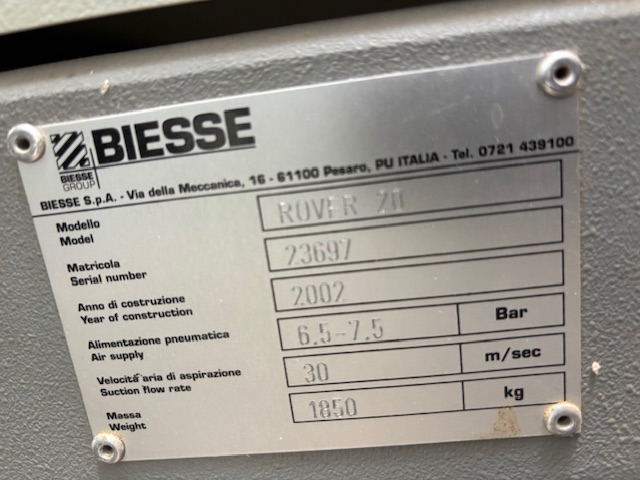 BIESSE
BIESSE
GROUP
BIESSE S.p.A. - Via della Meccanica, 16 - 61100 Pesaro, PU ITALIA - Tel. 0721 439100
Modello
Model
ROVER 20
Matricola
Serial number
23697
Anno di costruzione
Year of construction
2002
Alimentazione pneumatica
Air supply
6.5-7.5 Bar
Velocità aria di aspirazione
Suction flow rate
30 m/sec
Massa
Weight
1850 kg